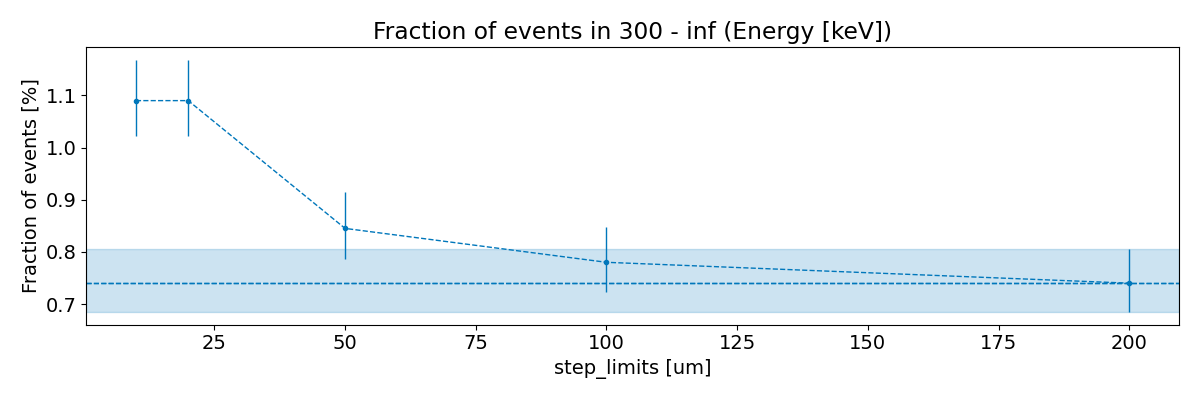 Fraction of events in 300 - inf (Energy [keV])
Fraction of events [%]
1.1
1.0
0.9
0.8
0.7
25 50 75 100 125 150 175 200
step_limits [um]